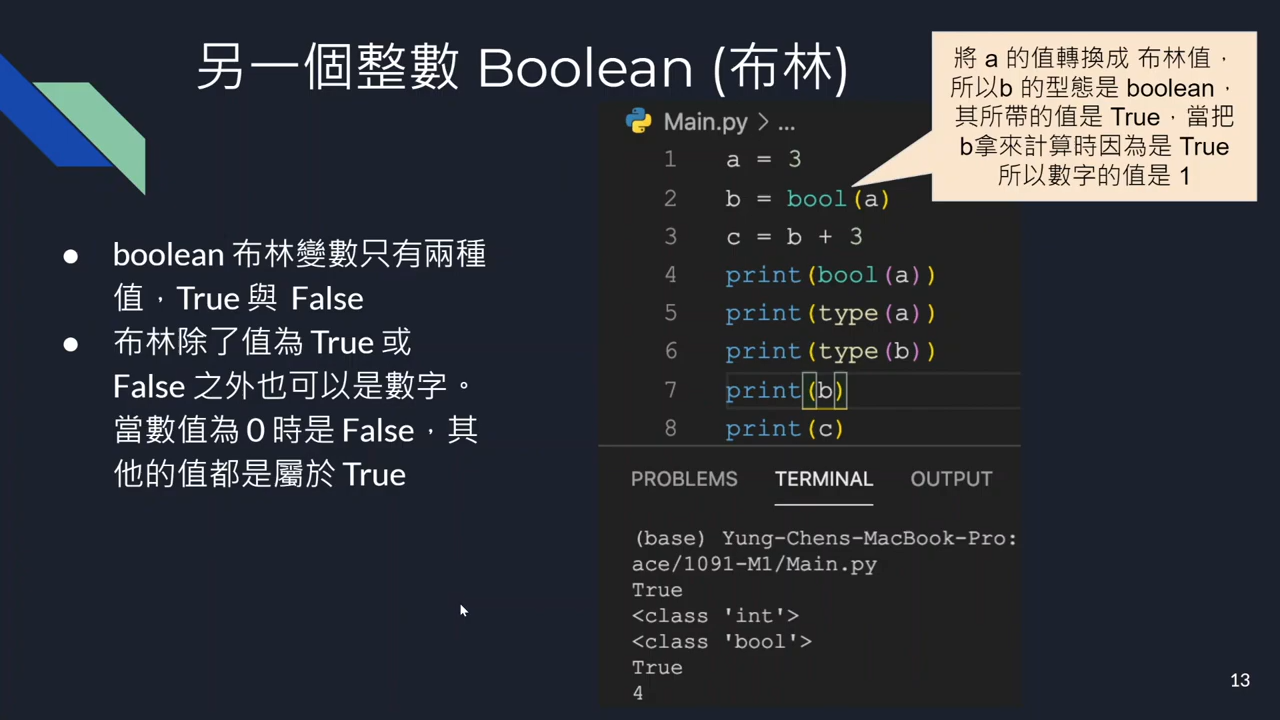 另一個整數 Boolean (布林)
將 a 的值轉換成 布林值，
所以b 的型態是 boolean，
其所帶的值是 True，當把
b拿來計算時因為是 True
所以數字的值是 1
● boolean 布林變數只有兩種
值，True 與 False
● 布林除了值為 True 或
False 之外也可以是數字。
當數值為 0 時是 False，其
他的值都是屬於 True
Main.py > ...
1 a = 3
2 b = bool(a)
3 c = b + 3
4 print(bool(a))
5 print(type(a))
6 print(type(b))
7 print(b)
8 print(c)
PROBLEMS TERMINAL OUTPUT
(base) Yung-Chens-MacBook-Pro:
ace/1091-M1/Main.py
True
<class 'int'>
<class 'bool'>
True
4
13